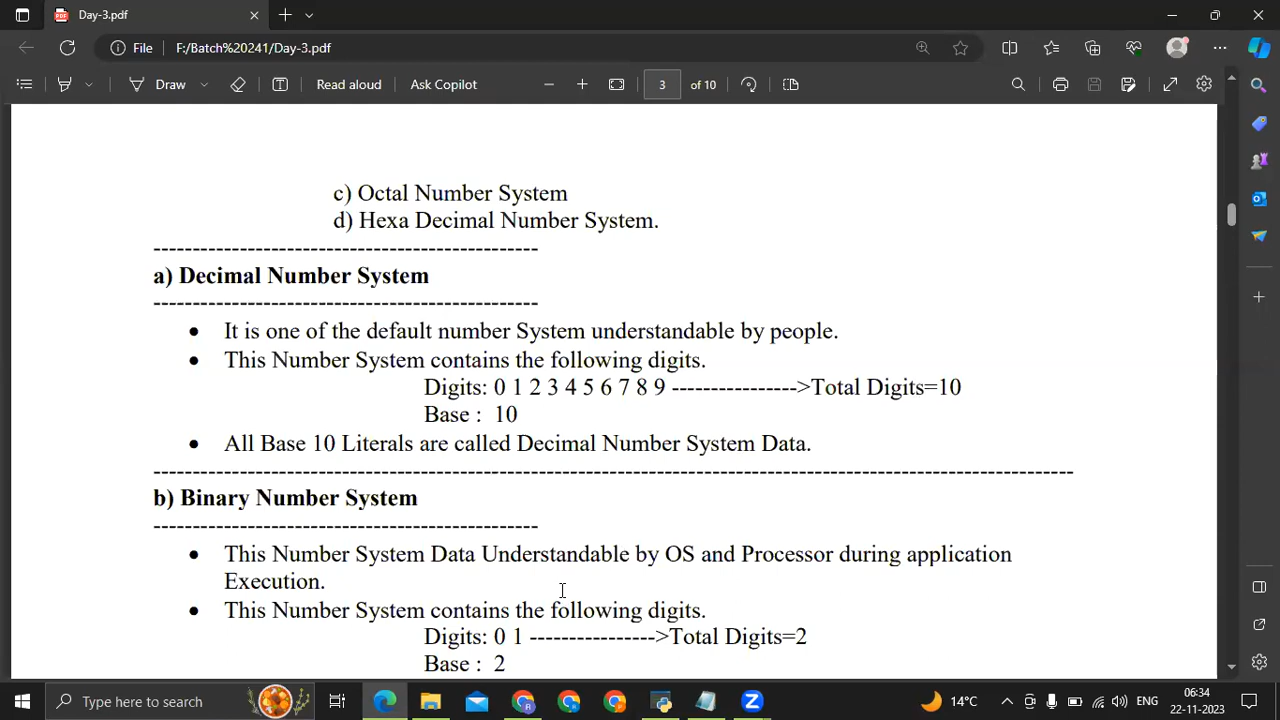 Day-3.pdf
File
F:/Batch%20241/Day-3.pdf
Draw
Read aloud
Ask Copilot
3
of 10
c) Octal Number System
d) Hexa Decimal Number System.
-------------------------------------------------
a) Decimal Number System
-------------------------------------------------
• It is one of the default number System understandable by people.
• This Number System contains the following digits.
Digits: 0 1 2 3 4 5 6 7 8 9 ---------------->Total Digits=10
Base : 10
• All Base 10 Literals are called Decimal Number System Data.
---------------------------------------------------------------------------------------------------------------------
b) Binary Number System
-------------------------------------------------
• This Number System Data Understandable by OS and Processor during application
Execution.
• This Number System contains the following digits.
Digits: 0 1 ---------------->Total Digits=2
Base : 2
Type here to search
14°C
ENG
06:34
22-11-2023